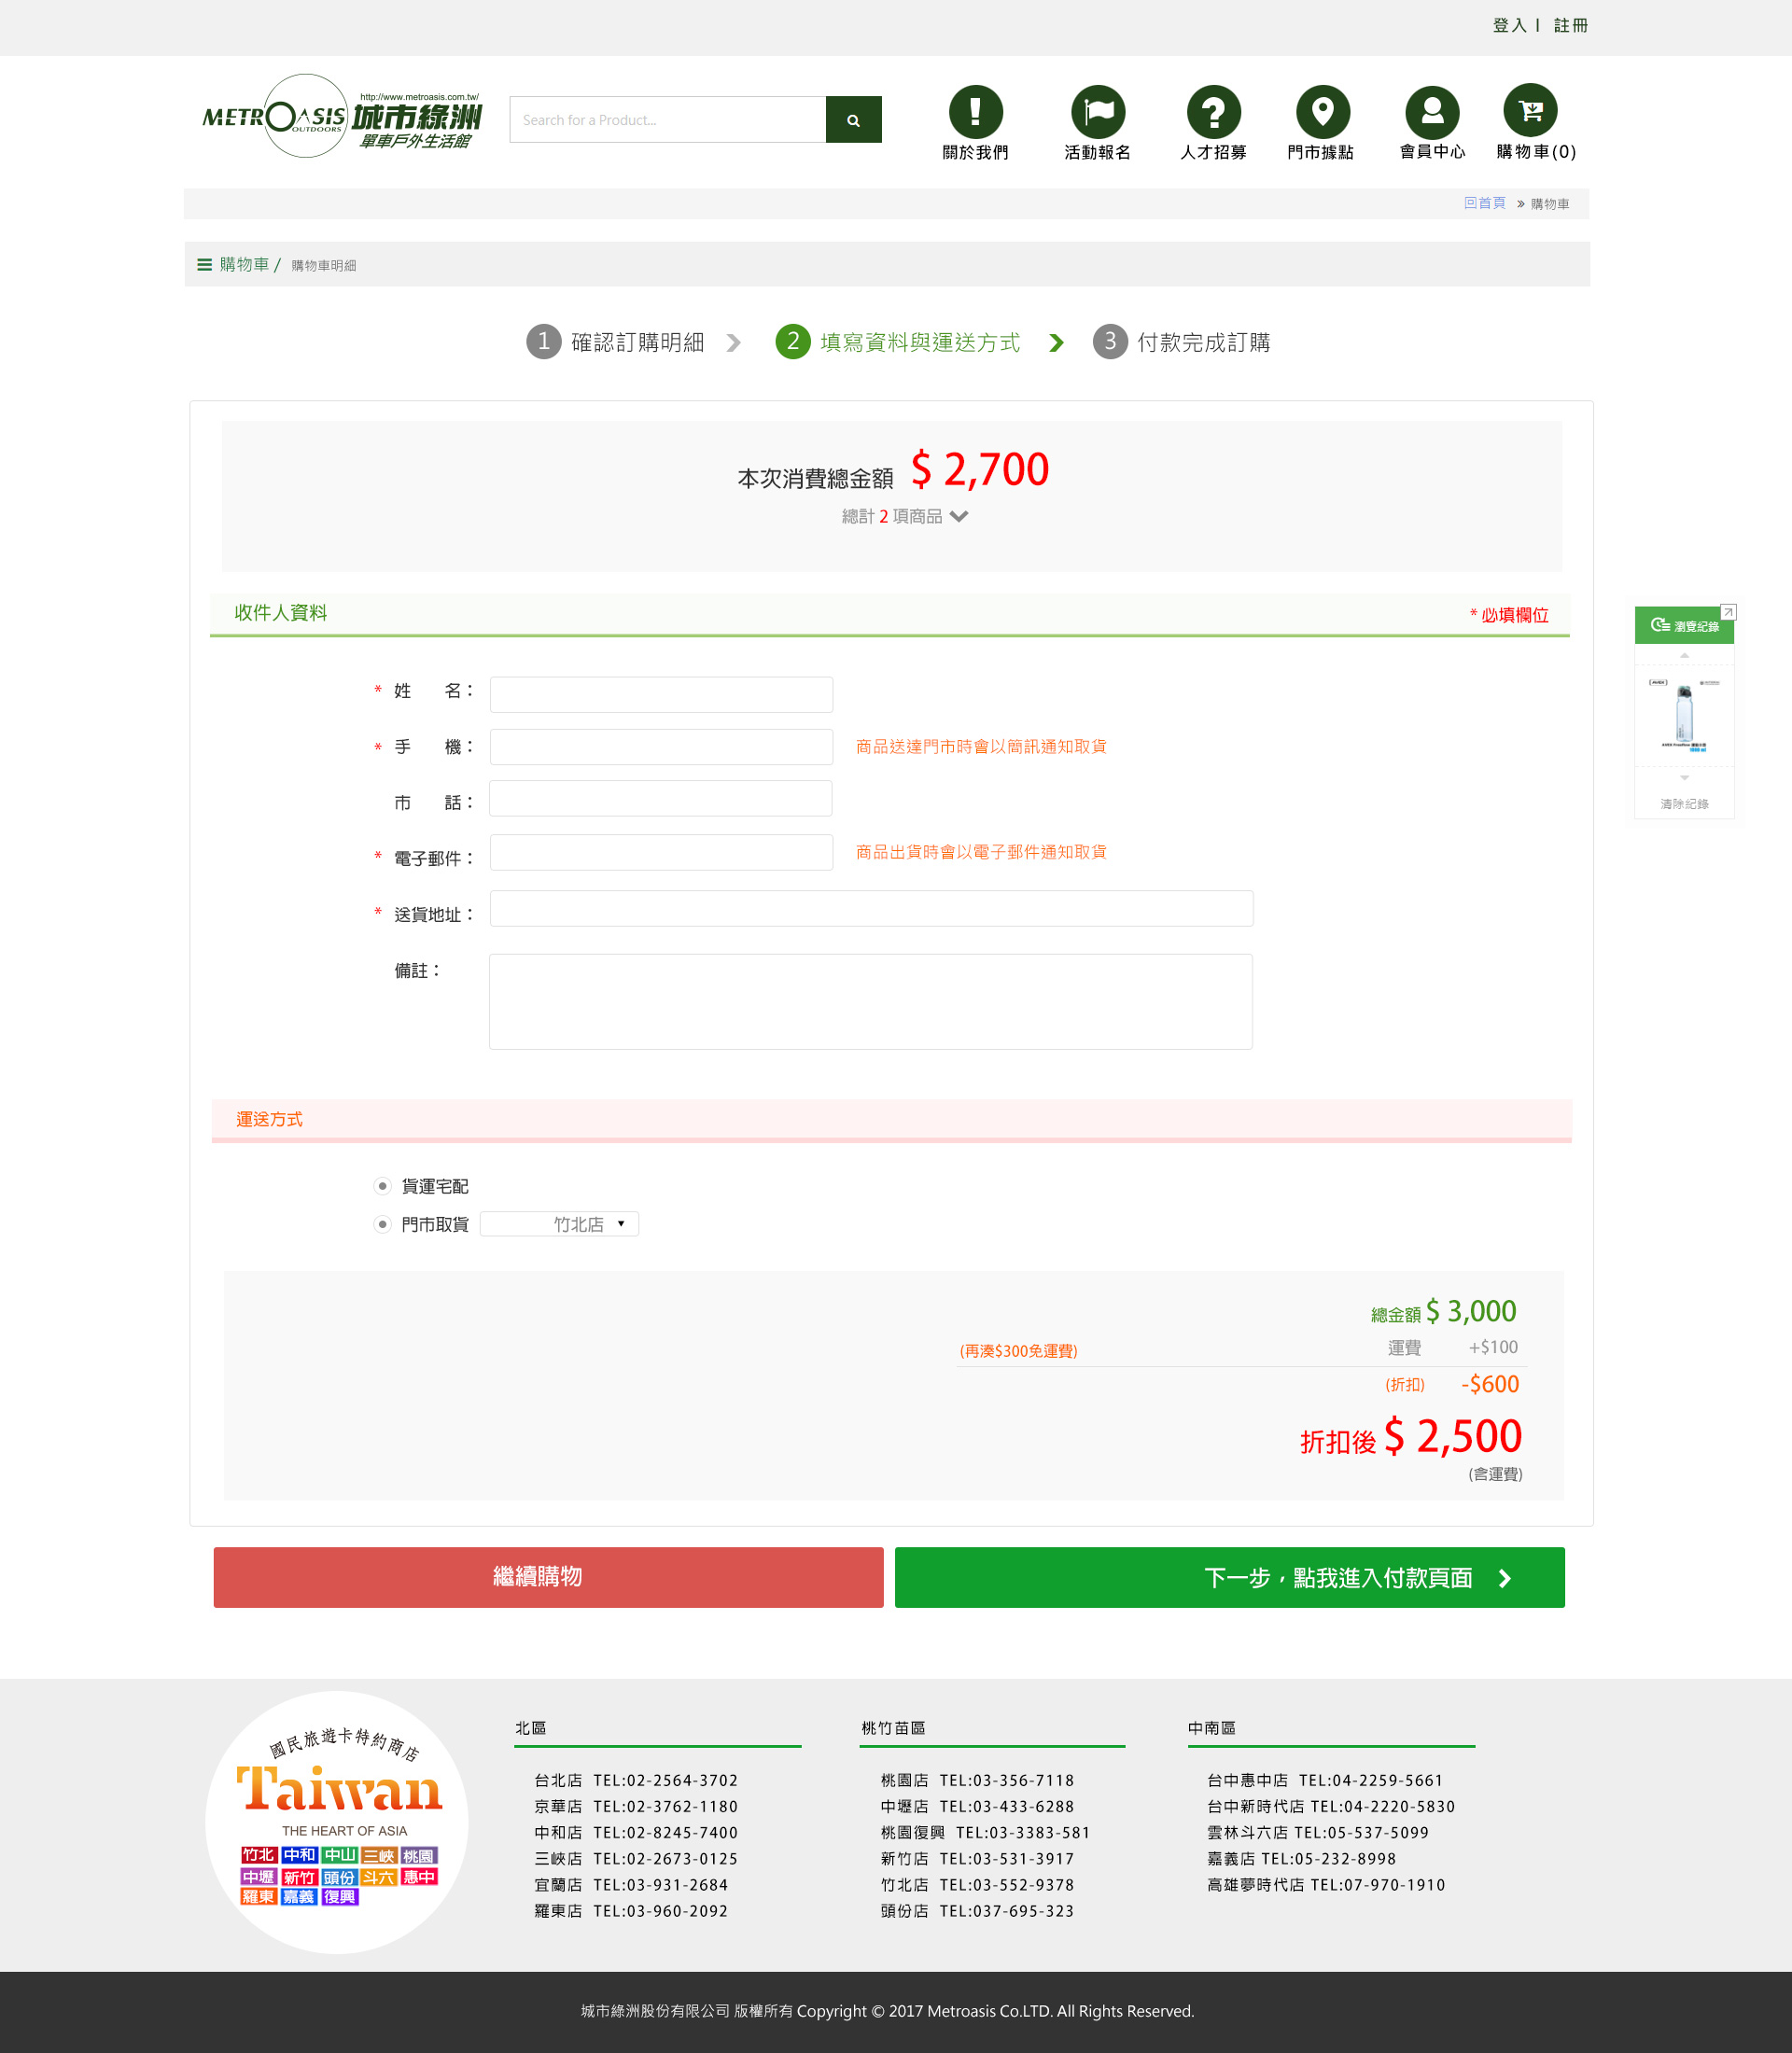 登入 | 註冊
http://www.metroasis.com.tw/
METROASIS 城市綠洲
OUTDOORS 單車戶外生活館
Search for a Product...
關於我們 活動報名 人才招募 門市據點 會員中心 購物車(0)
回首頁 » 購物車
購物車 / 購物車明細
1 確認訂購明細 2 填寫資料與運送方式 3 付款完成訂購
本次消費總金額 $ 2,700
總計 2 項商品
收件人資料 * 必填欄位
瀏覽紀錄
* 姓 名：
* 手 機： 商品送達門市時會以簡訊通知取貨
市 話：
1000 ml
清除紀錄
* 電子郵件： 商品出貨時會以電子郵件通知取貨
* 送貨地址：
備註：
運送方式
貨運宅配
門市取貨 竹北店
總金額 $ 3,000
(再湊$300免運費) 運費 +$100
(折扣) -$600
折扣後 $ 2,500
(含運費)
繼續購物 下一步，點我進入付款頁面
國民旅遊卡特約商店
Taiwan
THE HEART OF ASIA
竹北 中和 中山 三峽 桃園
中壢 新竹 頭份 斗六 惠中
羅東 嘉義 復興
北區
台北店 TEL:02-2564-3702
京華店 TEL:02-3762-1180
中和店 TEL:02-8245-7400
三峽店 TEL:02-2673-0125
宜蘭店 TEL:03-931-2684
羅東店 TEL:03-960-2092
桃竹苗區
桃園店 TEL:03-356-7118
中壢店 TEL:03-433-6288
桃園復興 TEL:03-3383-581
新竹店 TEL:03-531-3917
竹北店 TEL:03-552-9378
頭份店 TEL:037-695-323
中南區
台中惠中店 TEL:04-2259-5661
台中新時代店 TEL:04-2220-5830
雲林斗六店 TEL:05-537-5099
嘉義店 TEL:05-232-8998
高雄夢時代店 TEL:07-970-1910
城市綠洲股份有限公司 版權所有 Copyright © 2017 Metroasis Co.LTD. All Rights Reserved.